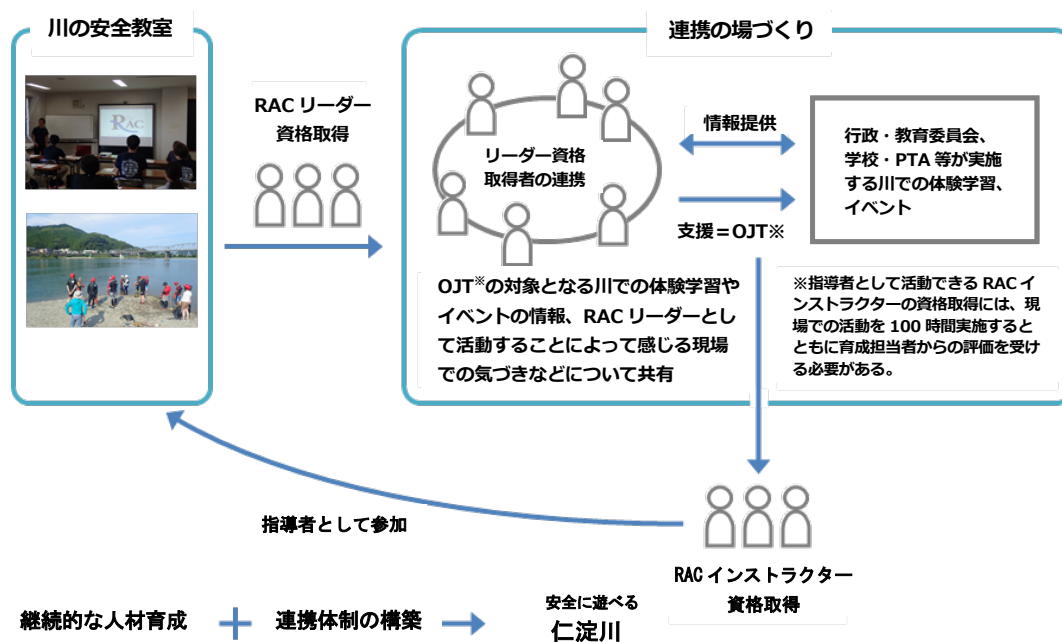 川の安全教室
RAC
RAC リーダー
資格取得
連携の場づくり
リーダー資格
取得者の連携
情報提供
支援＝OJT※
行政・教育委員会、
学校・PTA 等が実施
する川での体験学習、
イベント
OJT※の対象となる川での体験学習や
イベントの情報、RAC リーダーとし
て活動することによって感じる現場
での気づきなどについて共有
※指導者として活動できる RAC イ
ンストラクターの資格取得には、現
場での活動を 100 時間実施すると
ともに育成担当者からの評価を受け
る必要がある。
指導者として参加
RAC インストラクター
資格取得
継続的な人材育成
＋
連携体制の構築
安全に遊べる
仁淀川